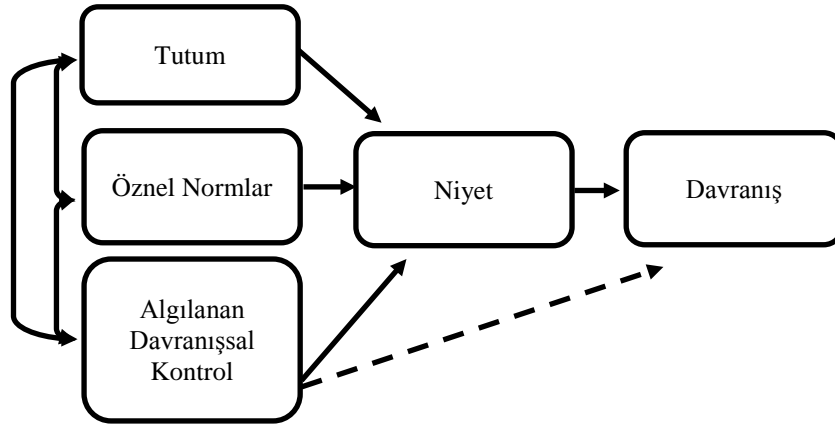 Tutum
Öznel Normlar
Niyet
Davranış
Algılanan
Davranışsal
Kontrol